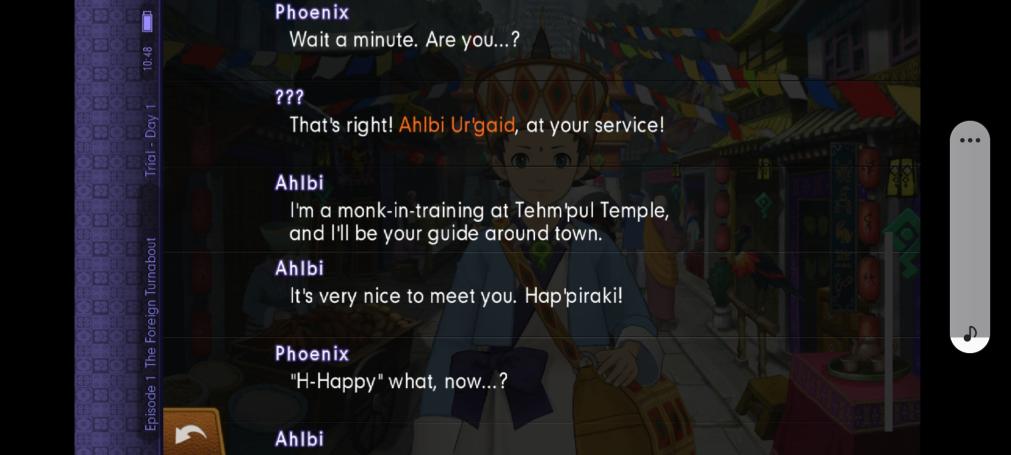 Phoenix
Wait a minute. Are you...?
???
That's right! Ahlbi Ur'gaid, at your service!
Ahlbi
I'm a monk-in-training at Tehm'pul Temple,
and I'll be your guide around town.
Ahlbi
It's very nice to meet you. Hap'piraki!
Phoenix
"H-Happy" what, now...?
Ahlbi
10:48
Trial - Day 1
Episode 1 The Foreign Turnabout